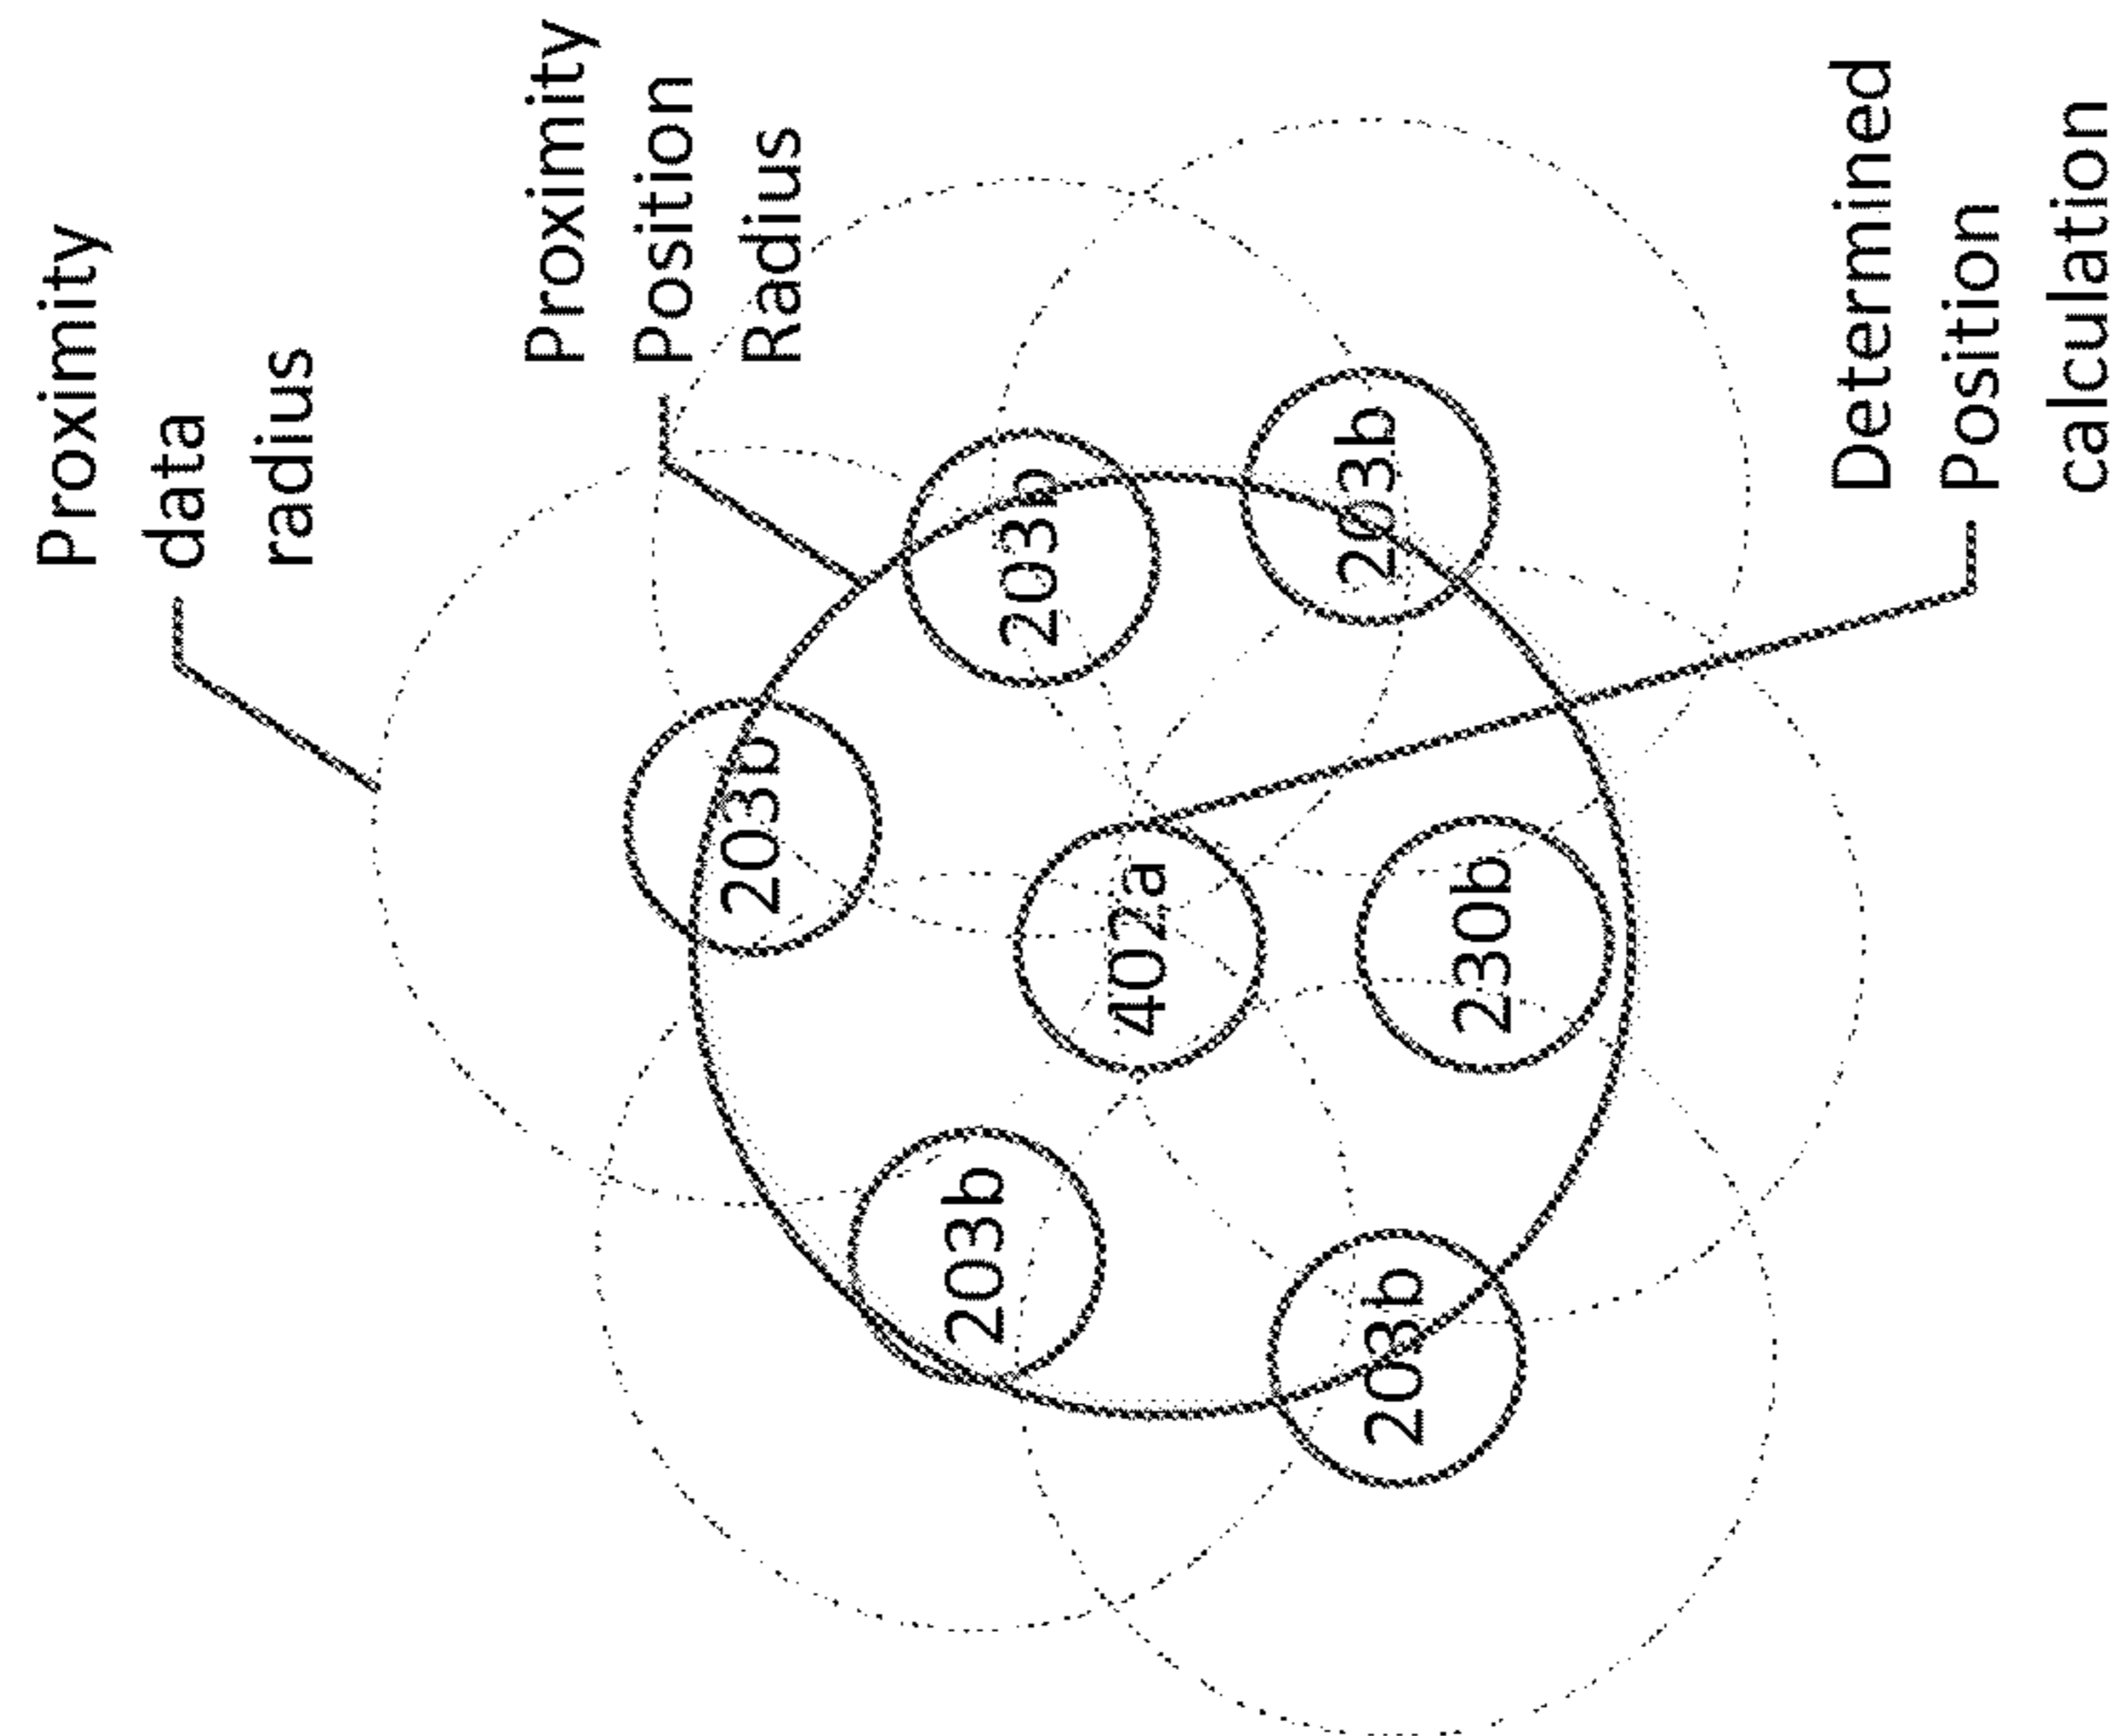 Proximity
data
radius
Proximity
Position
Radius
203b
203b
203b
402a
203b
230b
203b
Determined
Position
calculation